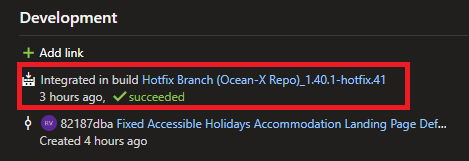 Development
+ Add link
Integrated in build Hotfix Branch (Ocean-X Repo)_1.40.1-hotfix.41
3 hours ago, ✓ succeeded
RV 82187dba Fixed Accessible Holidays Accommodation Landing Page Def...
Created 4 hours ago